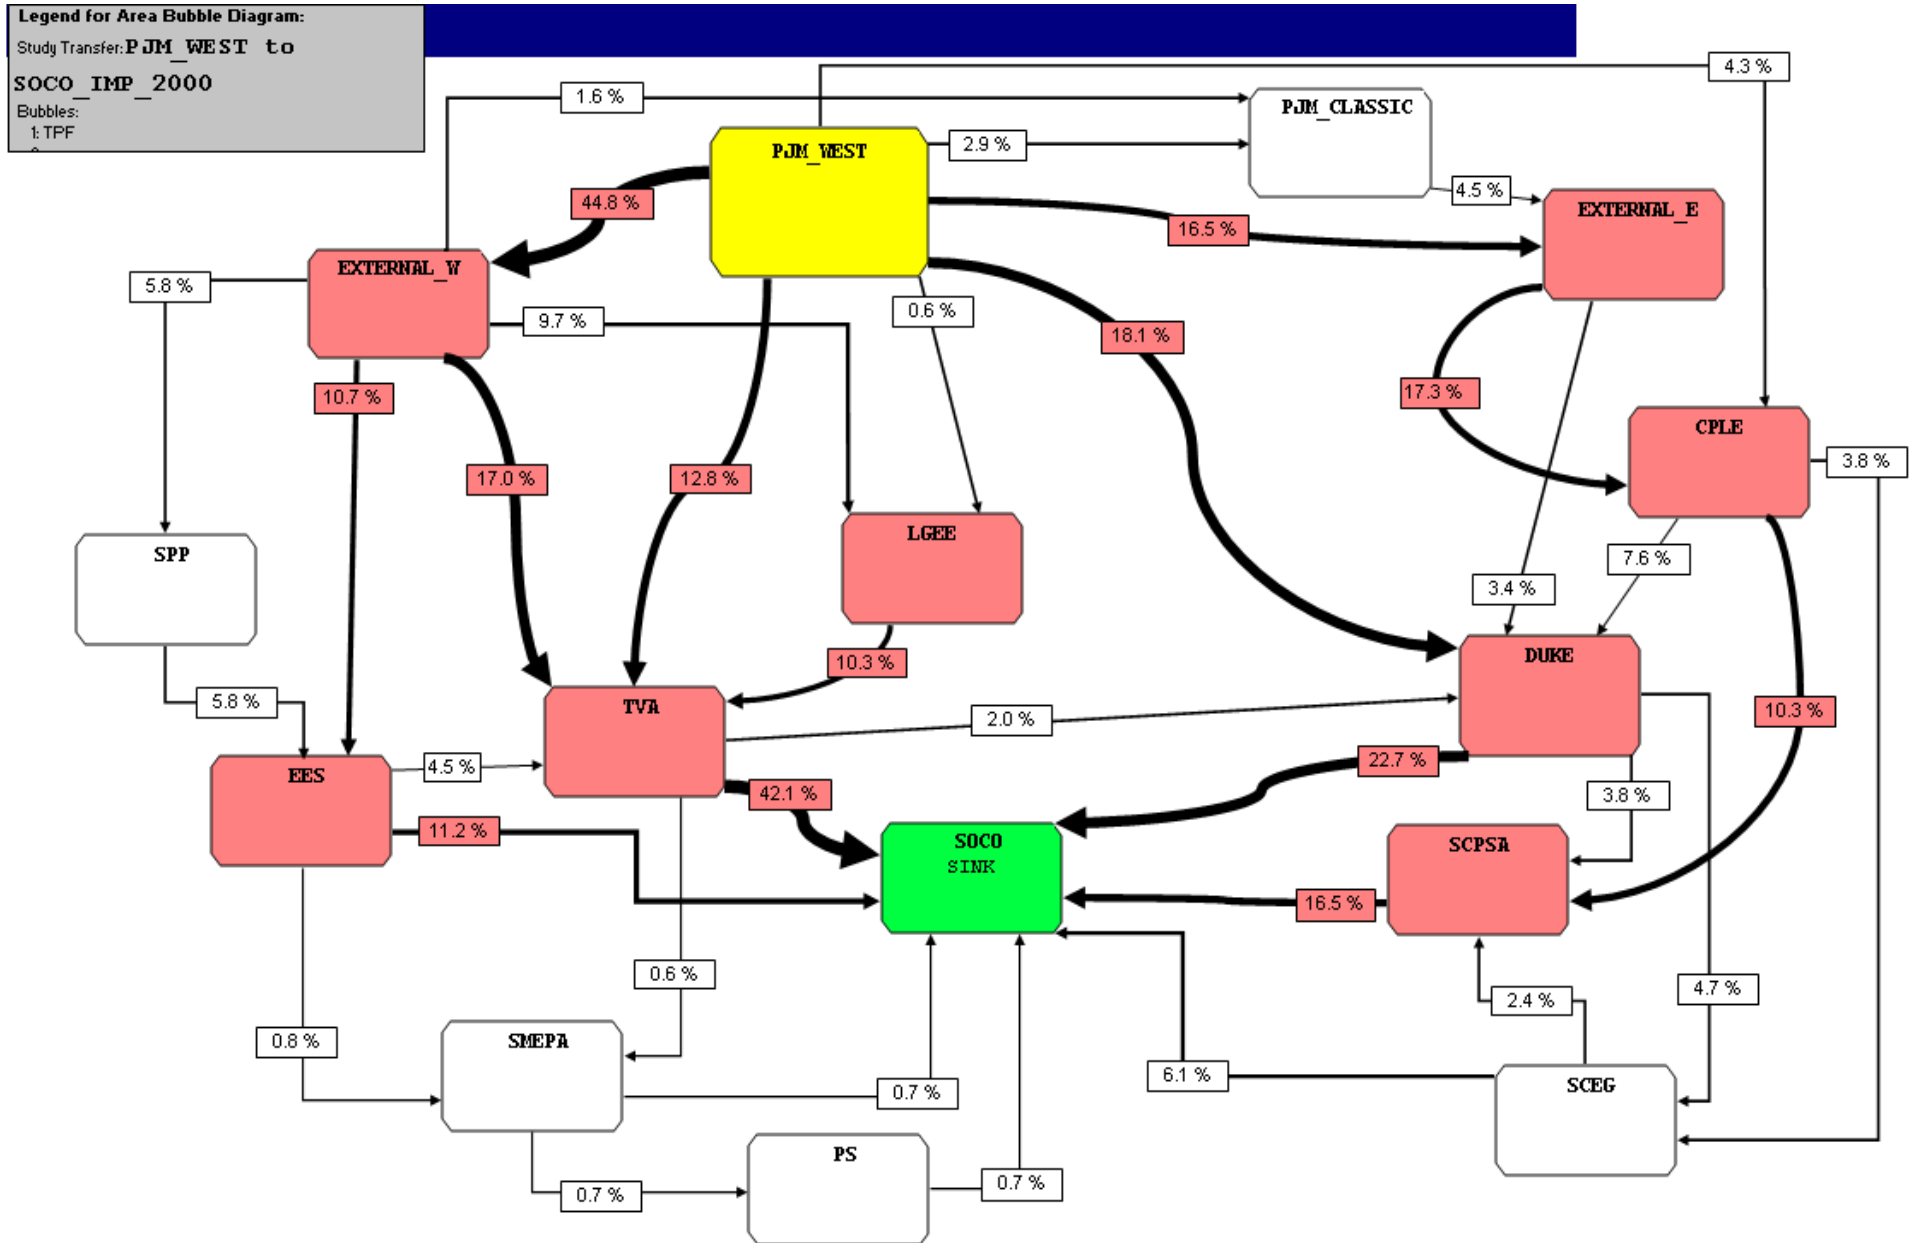 Legend for Area Bubble Diagram:
Study Transfer: PJM_WEST to
SOCO_IMP_2000
Bubbles:
1: TPF
4.3 %
1.6 %
PJM_CLASSIC
PJM_WEST
2.9 %
4.5 %
44.8 %
EXTERNAL_E
16.5 %
EXTERNAL_W
5.8 %
9.7 %
0.6 %
18.1 %
10.7 %
17.3 %
CPLE
3.8 %
17.0 %
12.8 %
LGEE
SPP
7.6 %
3.4 %
10.3 %
DUKE
5.8 %
TVA
2.0 %
10.3 %
EES
4.5 %
22.7 %
42.1 %
3.8 %
11.2 %
SOCO
SINK
SCPSA
16.5 %
0.6 %
4.7 %
2.4 %
0.8 %
SMEPA
6.1 %
SCEG
0.7 %
PS
0.7 %
0.7 %